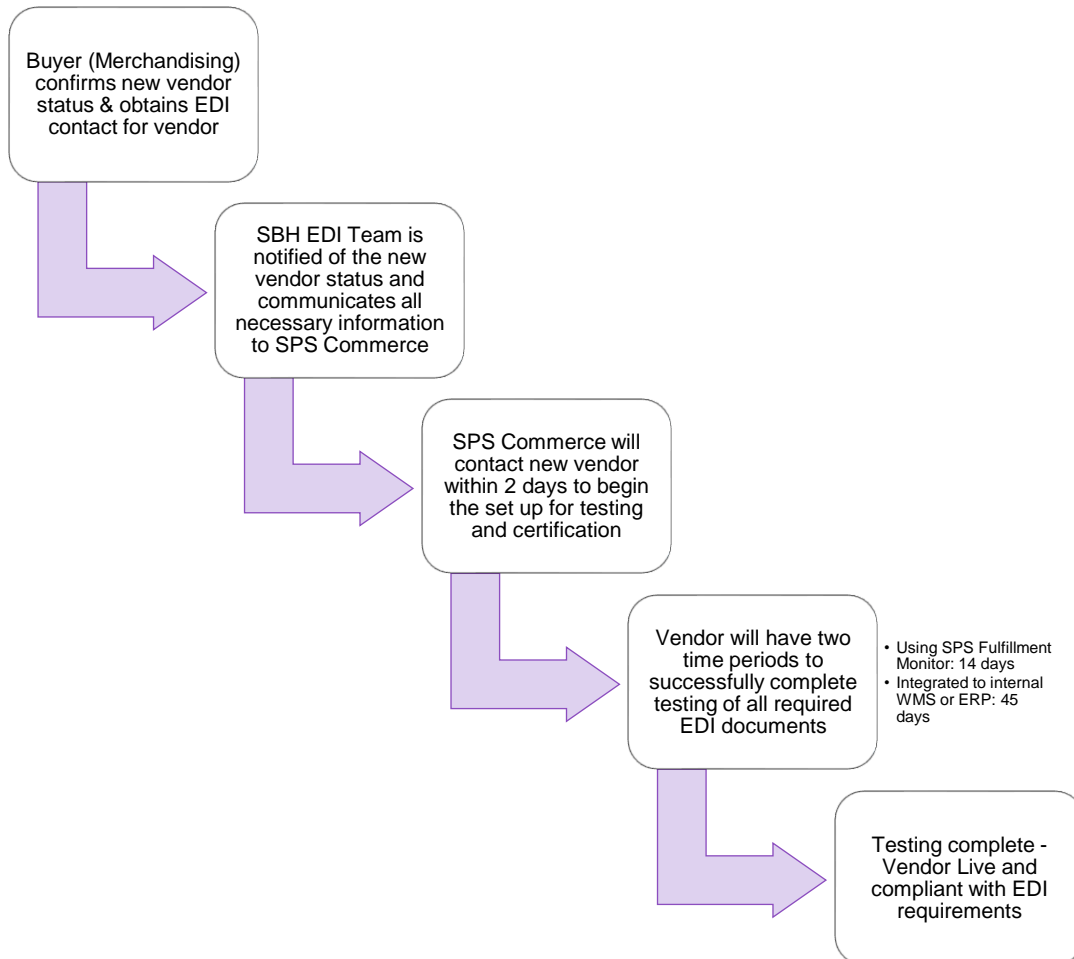 Buyer (Merchandising)
confirms new vendor
status & obtains EDI
contact for vendor
SBH EDI Team is
notified of the new
vendor status and
communicates all
necessary information
to SPS Commerce
SPS Commerce will
contact new vendor
within 2 days to begin
the set up for testing
and certification
Vendor will have two
time periods to
successfully complete
testing of all required
EDI documents
• Using SPS Fulfillment
Monitor: 14 days
• Integrated to internal
WMS or ERP: 45
days
Testing complete -
Vendor Live and
compliant with EDI
requirements